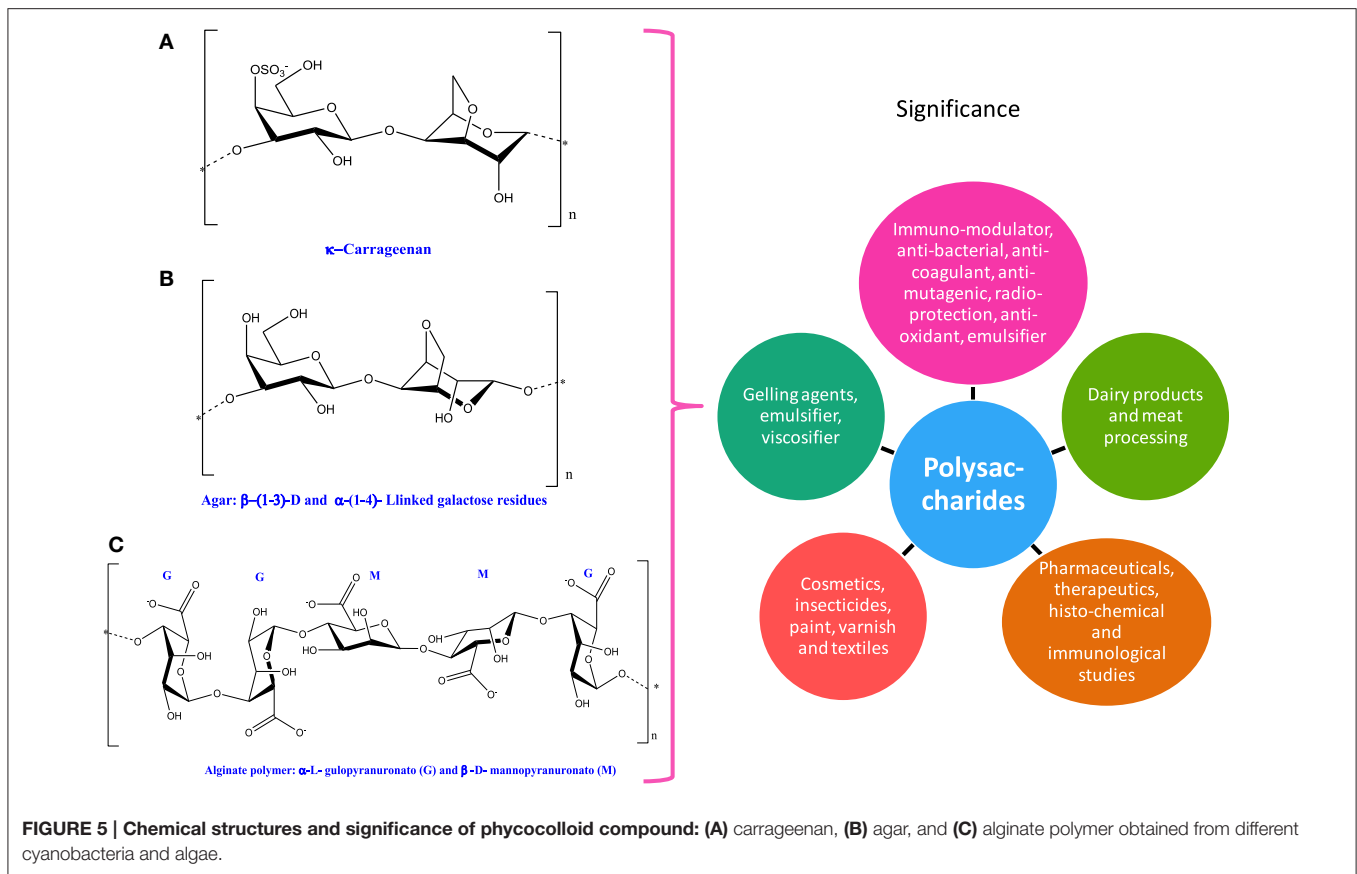 A
OSO₃⁻
OH
O
O
O
O
OH
O
OH
*
*
n
κ–Carrageenan
B
OH
OH
O
O
O
O
O
OH
HO
O
*
*
n
Agar: β–(1-3)-D and α-(1-4)- Llinked galactose residues
C
G
G
M
M
G
O
⁻O
OH
O
O
OH
O
OH
O
O
OH
O
O⁻
O
O
⁻O
O
HO
OH
HO
O
OH
HO
O
O
O⁻
O
O
⁻O
OH
O
OH
O
*
*
n
Alginate polymer: α-L- gulopyranuronato (G) and β -D- mannopyranuronato (M)
Significance
Immuno-modulator,
anti-bacterial, anti-
coagulant, anti-
mutagenic, radio-
protection, anti-
oxidant, emulsifier
Gelling agents,
emulsifier,
viscosifier
Dairy products
and meat
processing
Polysac-
charides
Cosmetics,
insecticides,
paint, varnish
and textiles
Pharmaceuticals,
therapeutics,
histo-chemical
and
immunological
studies
FIGURE 5 | Chemical structures and significance of phycocolloid compound: (A) carrageenan, (B) agar, and (C) alginate polymer obtained from different
cyanobacteria and algae.